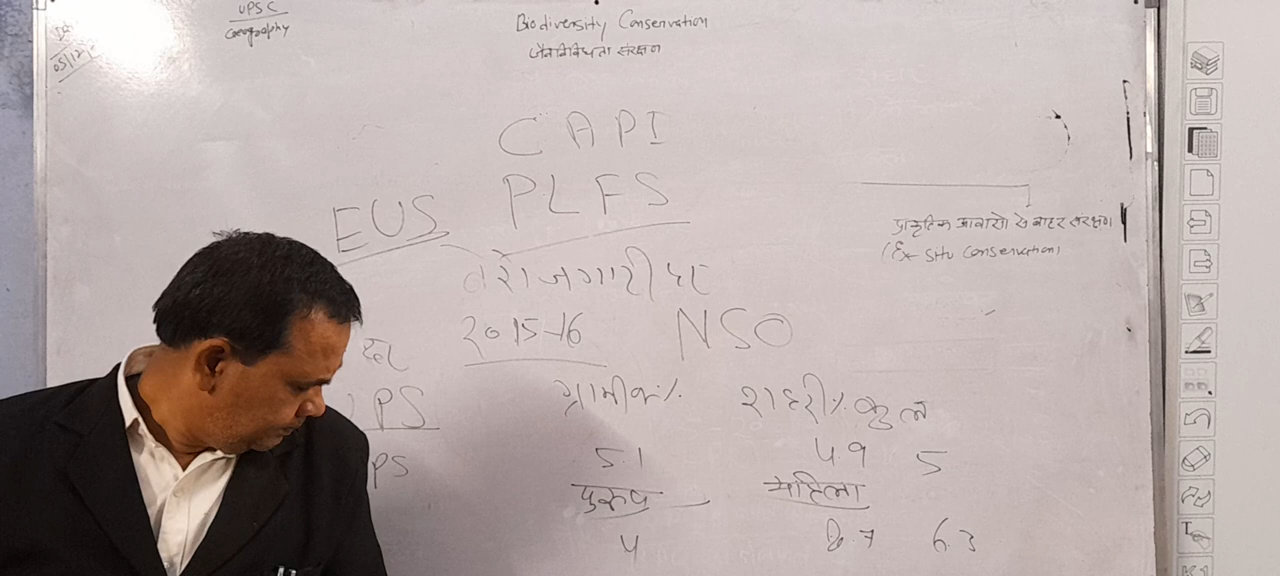 UPSC
Geography
Biodiversity Conservation
जैवविविधता संरक्षण
05/12/
CAPI
EUS PLFS
प्राकृतिक आवासो से बाहर संरक्षण
(Ex- Situ Conservation)
बेरोजगारी दर
दर 2015-16 NSO
PS ग्रामीण% शहरी% कुल
PS 5.1 4.9 5
पुरुष महिला
4 8.7 6.3
T